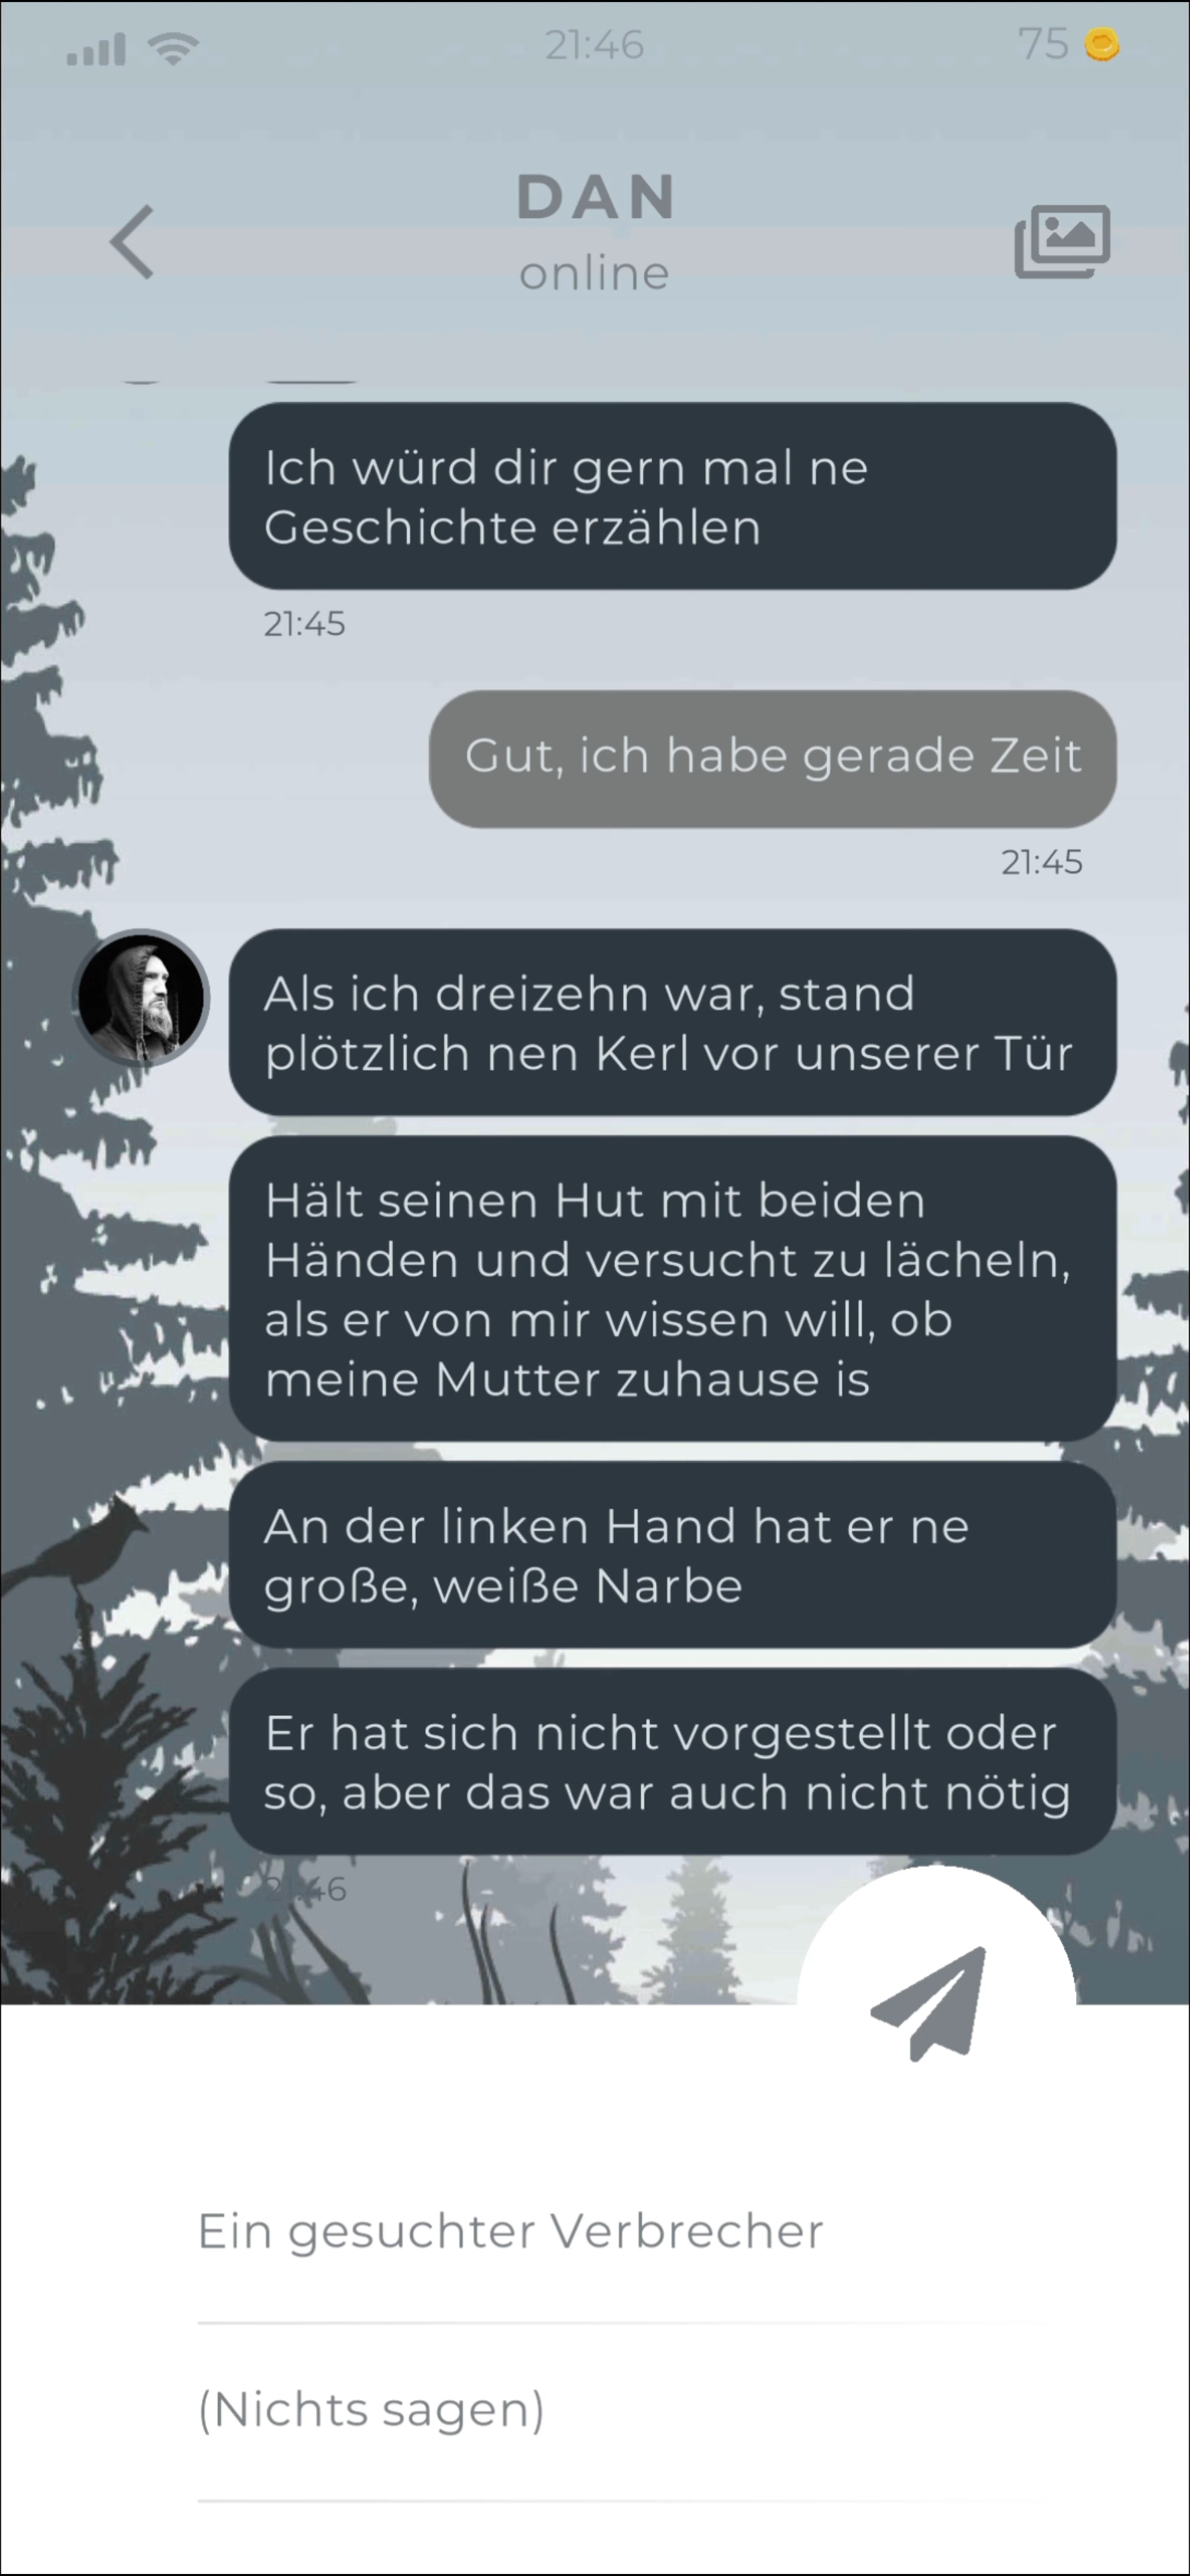 21:46
75
DAN
online
Ich würd dir gern mal ne
Geschichte erzählen
21:45
Gut, ich habe gerade Zeit
21:45
Als ich dreizehn war, stand
plötzlich nen Kerl vor unserer Tür
Hält seinen Hut mit beiden
Händen und versucht zu lächeln,
als er von mir wissen will, ob
meine Mutter zuhause is
An der linken Hand hat er ne
große, weiße Narbe
Er hat sich nicht vorgestellt oder
so, aber das war auch nicht nötig
21:46
Ein gesuchter Verbrecher
(Nichts sagen)